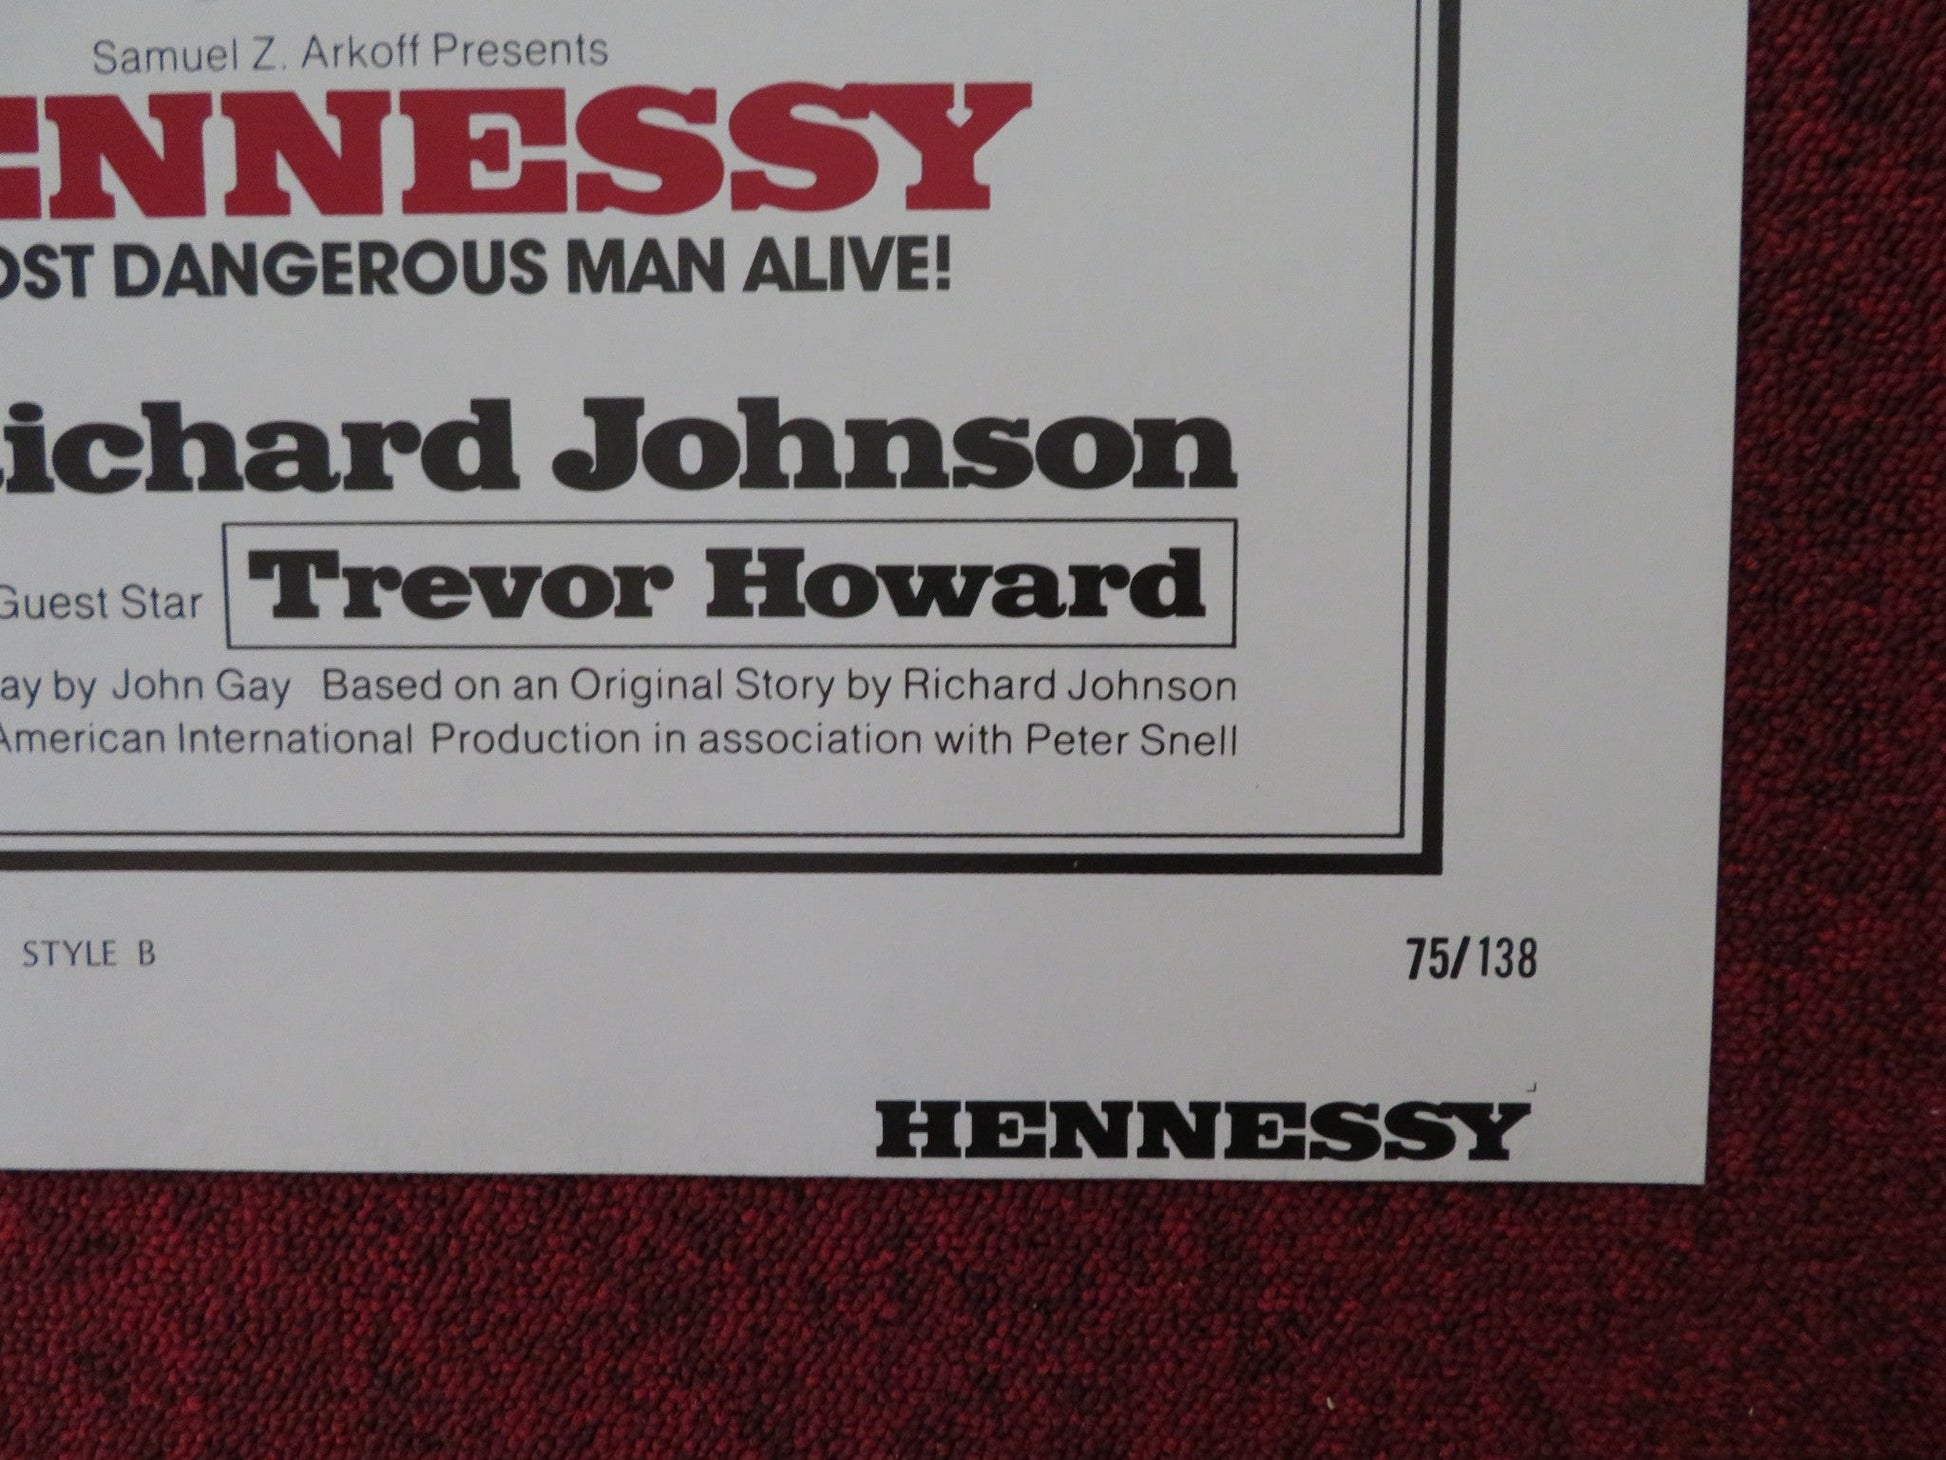 Samuel Z. Arkoff Presents
ENNESSY
OST DANGEROUS MAN ALIVE!
ichard Johnson
Guest Star Trevor Howard
ay by John Gay Based on an Original Story by Richard Johnson
American International Production in association with Peter Snell
STYLE B 75/138
HENNESSY